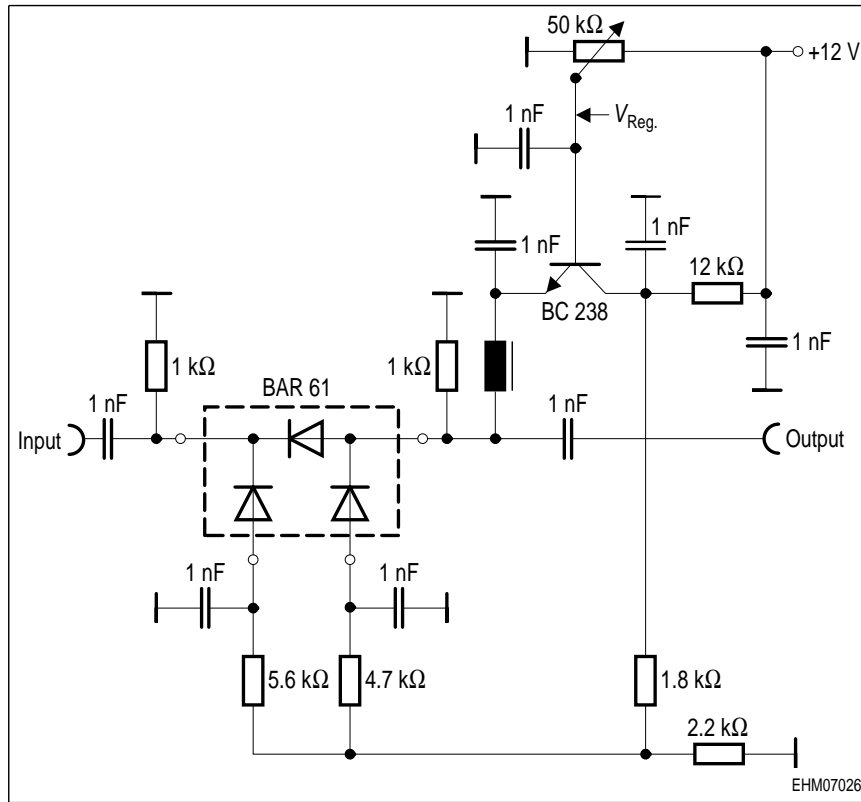 50 kΩ
+12 V
1 nF
V Reg.
1 nF
1 nF
12 kΩ
BC 238
1 nF
1 kΩ
1 kΩ
BAR 61
1 nF
1 nF
Input
Output
1 nF
1 nF
5.6 kΩ
4.7 kΩ
1.8 kΩ
2.2 kΩ
EHM07026